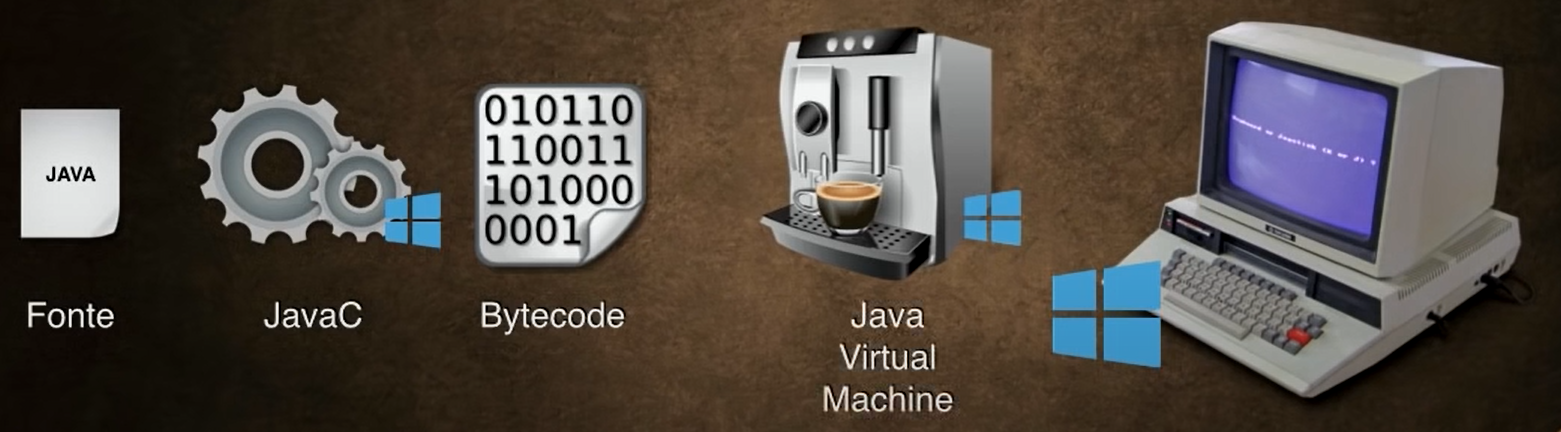 JAVA
010110
110011
101000
0001
Fonte
JavaC
Bytecode
Java
Virtual
Machine